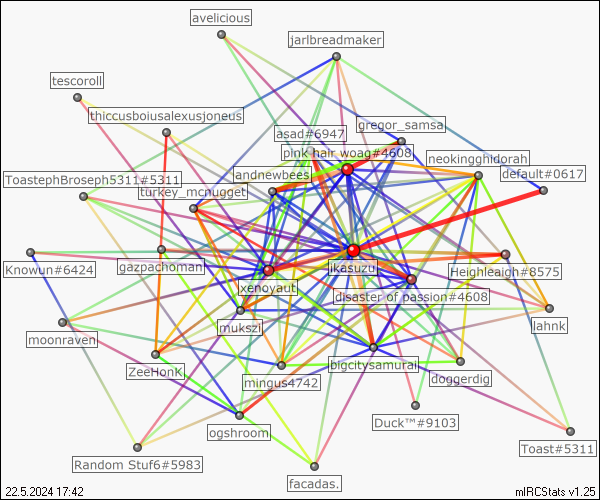 avelicious
jarlbreadmaker
tescoroll
thiccusboiusalexusjoneus
gregor_samsa
asad#6947
pink hair woag#4608
neokingghidorah
default#0617
andnewbees
ToastephBroseph5311#5311
turkey_mcnugget
Knowun#6424
gazpachoman
ikasuzu
Heighleaigh#8575
xenoyaut
disaster of passion#4608
mukszi
lahnk
moonraven
ZeeHonK
mingus4742
bigcitysamurai
doggerdig
Duck™#9103
ogshroom
Toast#5311
Random Stuf6#5983
facadas.
22.5.2024 17:42
mIRCStats v1.25